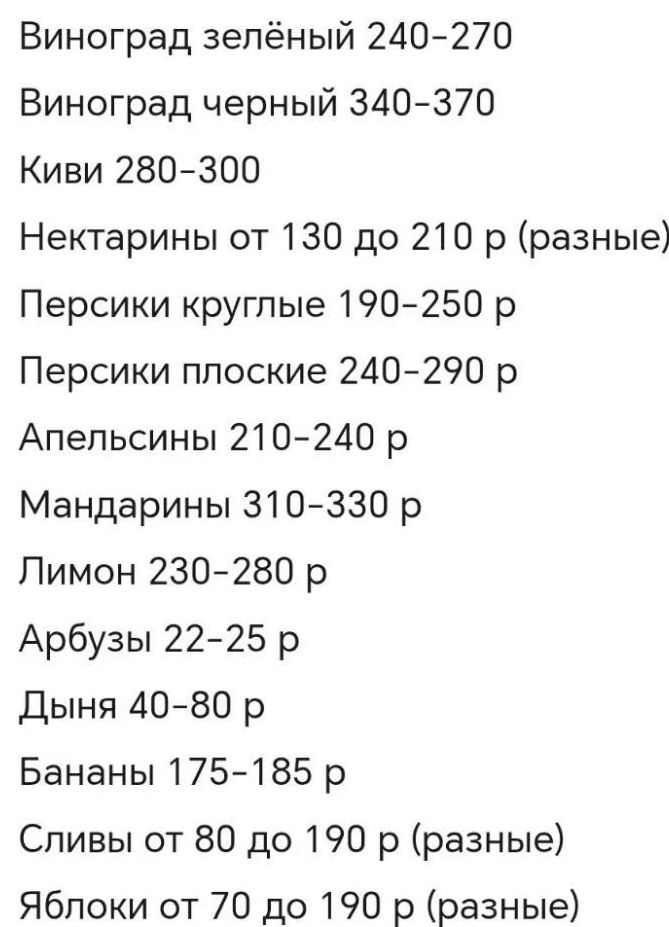 Виноград зелёный 240-270
Виноград черный 340-370
Киви 280-300
Нектарины от 130 до 210 р (разные)
Персики круглые 190-250 р
Персики плоские 240-290 р
Апельсины 210-240 р
Мандарины 310-330 р
Лимон 230-280 р
Арбузы 22-25 р
Дыня 40-80 р
Бананы 175-185 р
Сливы от 80 до 190 р (разные)
Яблоки от 70 до 190 р (разные)